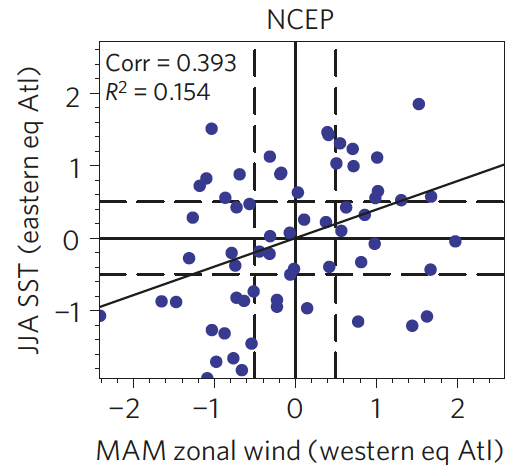 NCEP
Corr = 0.393
R² = 0.154
2
1
0
−1
JJA SST (eastern eq Atl)
−2 −1 0 1 2
MAM zonal wind (western eq Atl)